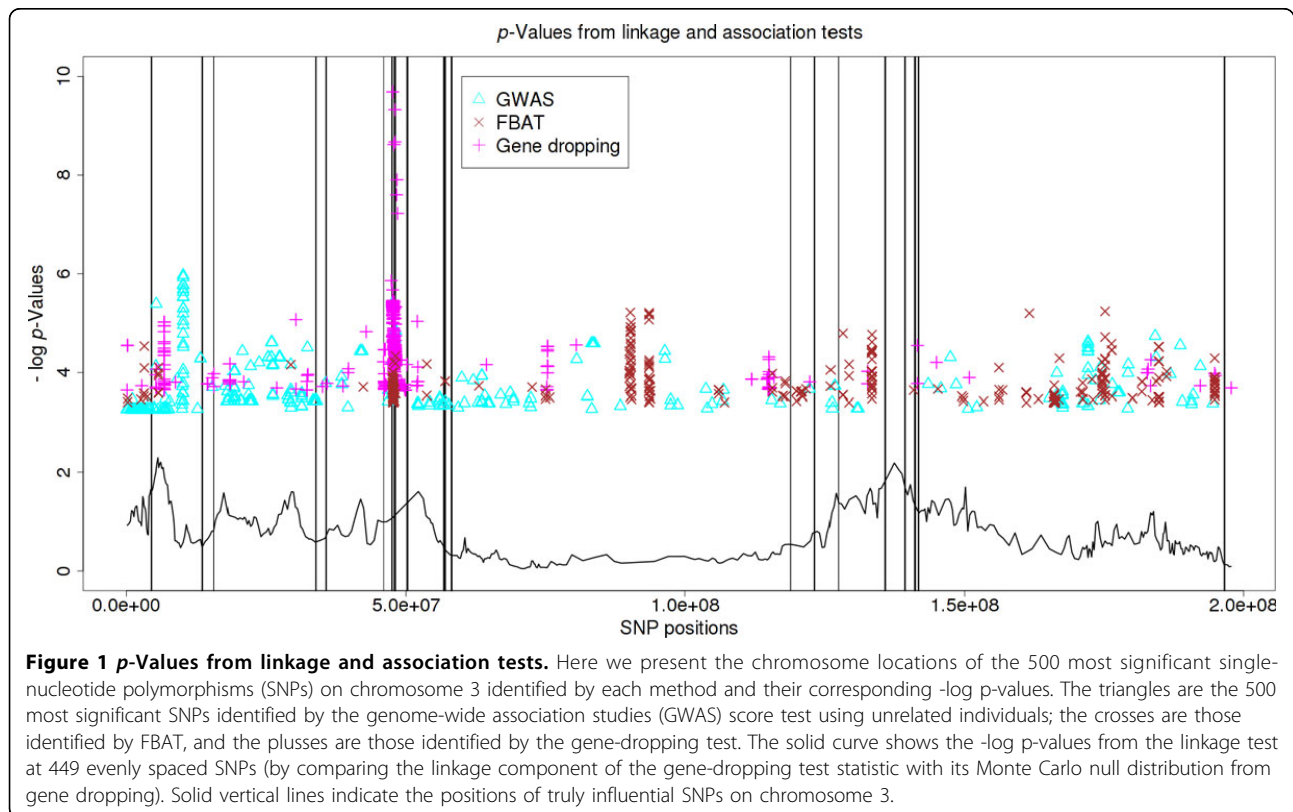 p-Values from linkage and association tests
10
8
6
4
2
0
- log p-Values
GWAS
FBAT
Gene dropping
0.0e+00 5.0e+07 1.0e+08 1.5e+08 2.0e+08
SNP positions
Figure 1 p-Values from linkage and association tests. Here we present the chromosome locations of the 500 most significant single-
nucleotide polymorphisms (SNPs) on chromosome 3 identified by each method and their corresponding -log p-values. The triangles are the 500
most significant SNPs identified by the genome-wide association studies (GWAS) score test using unrelated individuals; the crosses are those
identified by FBAT, and the plusses are those identified by the gene-dropping test. The solid curve shows the -log p-values from the linkage test
at 449 evenly spaced SNPs (by comparing the linkage component of the gene-dropping test statistic with its Monte Carlo null distribution from
gene dropping). Solid vertical lines indicate the positions of truly influential SNPs on chromosome 3.